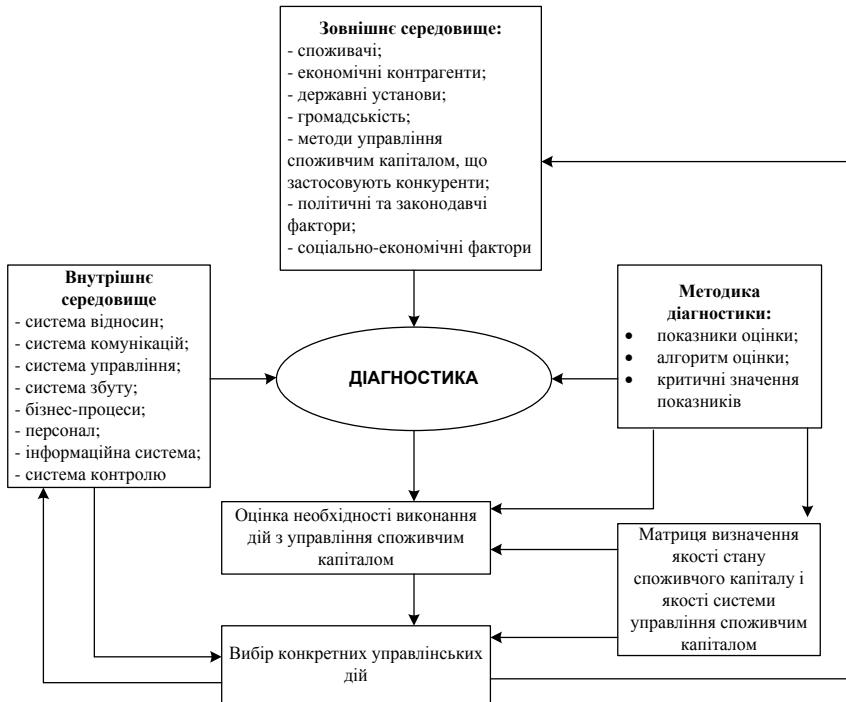 Зовнішнє середовище:
- споживачі;
- економічні контрагенти;
- державні установи;
- громадськість;
- методи управління
споживчим капіталом, що
застосовують конкуренти;
- політичні та законодавчі
фактори;
- соціально-економічні фактори
Внутрішнє
середовище
- система відносин;
- система комунікацій;
- система управління;
- система збуту;
- бізнес-процеси;
- персонал;
- інформаційна система;
- система контролю
ДІАГНОСТИКА
Методика
діагностики:
• показники оцінки;
• алгоритм оцінки;
• критичні значення
показників
Оцінка необхідності виконання
дій з управління споживчим
капіталом
Матриця визначення
якості стану
споживчого капіталу і
якості системи
управління споживчим
капіталом
Вибір конкретних управлінських
дій